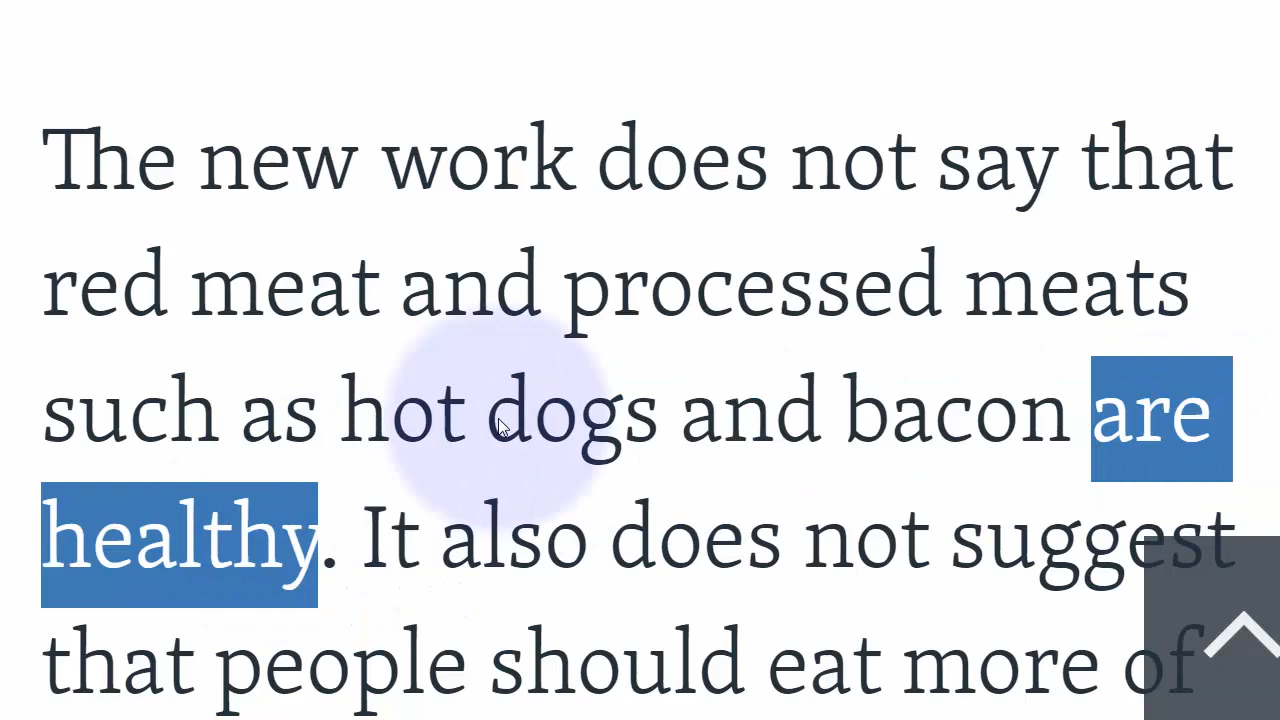 The new work does not say that
red meat and processed meats
such as hot dogs and bacon are
healthy. It also does not suggest
that people should eat more of